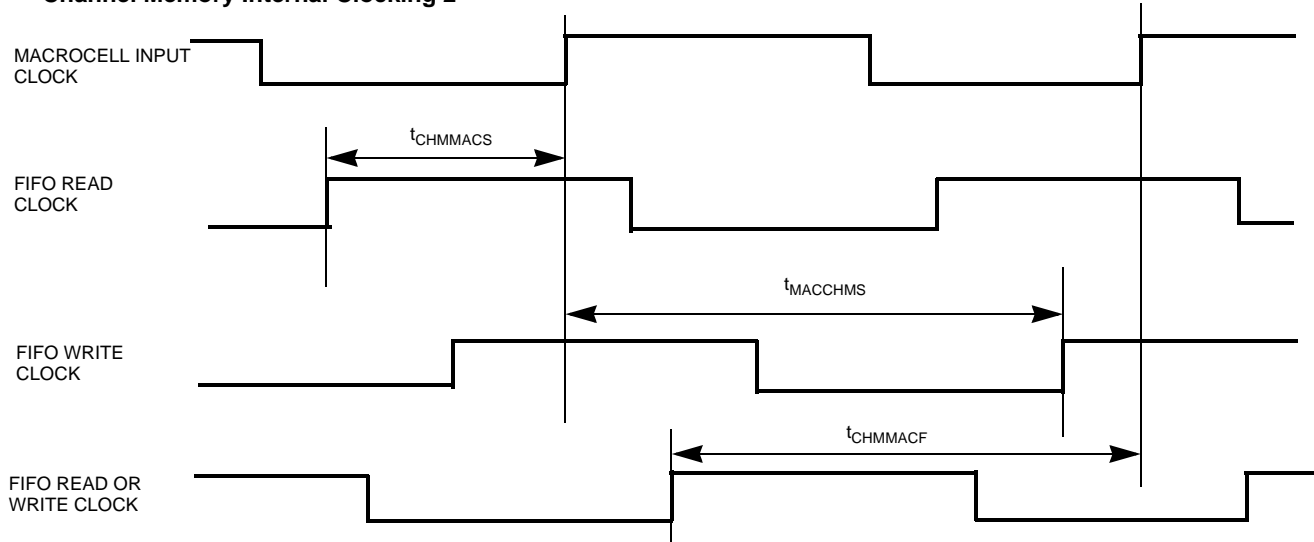 Channel Memory Internal Clocking 2
MACROCELL INPUT
CLOCK
tCHMMACS
FIFO READ
CLOCK
tMACCHMS
FIFO WRITE
CLOCK
tCHMMACF
FIFO READ OR
WRITE CLOCK